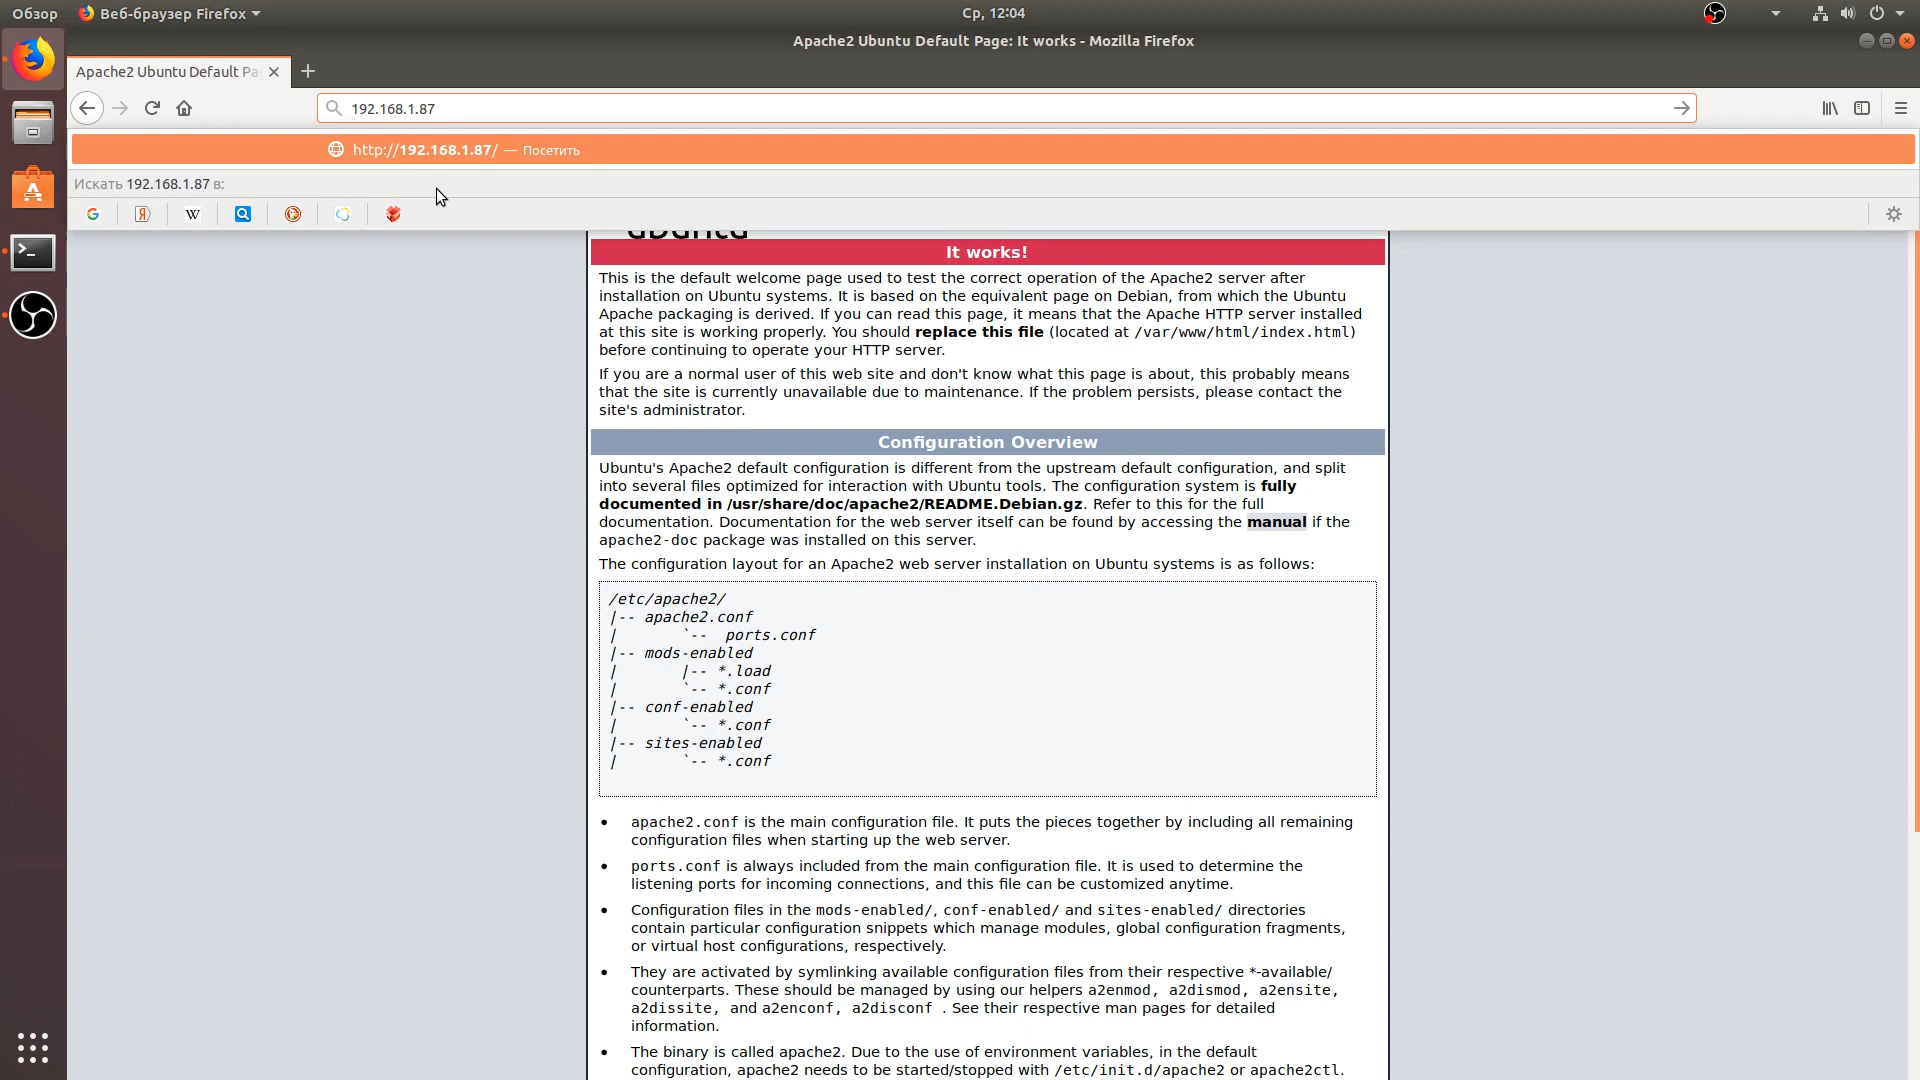 Обзор
Веб-браузер Firefox
Ср, 12:04
Apache2 Ubuntu Default Page: It works - Mozilla Firefox
Apache2 Ubuntu Default Pa
192.168.1.87
http://192.168.1.87/ — Посетить
Искать 192.168.1.87 в:
ubuntu
It works!
This is the default welcome page used to test the correct operation of the Apache2 server after
installation on Ubuntu systems. It is based on the equivalent page on Debian, from which the Ubuntu
Apache packaging is derived. If you can read this page, it means that the Apache HTTP server installed
at this site is working properly. You should replace this file (located at /var/www/html/index.html)
before continuing to operate your HTTP server.
If you are a normal user of this web site and don't know what this page is about, this probably means
that the site is currently unavailable due to maintenance. If the problem persists, please contact the
site's administrator.
Configuration Overview
Ubuntu's Apache2 default configuration is different from the upstream default configuration, and split
into several files optimized for interaction with Ubuntu tools. The configuration system is fully
documented in /usr/share/doc/apache2/README.Debian.gz. Refer to this for the full
documentation. Documentation for the web server itself can be found by accessing the manual if the
apache2-doc package was installed on this server.
The configuration layout for an Apache2 web server installation on Ubuntu systems is as follows:
/etc/apache2/
|-- apache2.conf
|       `--  ports.conf
|-- mods-enabled
|       |-- *.load
|       `-- *.conf
|-- conf-enabled
|       `-- *.conf
|-- sites-enabled
|       `-- *.conf
• apache2.conf is the main configuration file. It puts the pieces together by including all remaining
configuration files when starting up the web server.
• ports.conf is always included from the main configuration file. It is used to determine the
listening ports for incoming connections, and this file can be customized anytime.
• Configuration files in the mods-enabled/, conf-enabled/ and sites-enabled/ directories
contain particular configuration snippets which manage modules, global configuration fragments,
or virtual host configurations, respectively.
• They are activated by symlinking available configuration files from their respective *-available/
counterparts. These should be managed by using our helpers a2enmod, a2dismod, a2ensite,
a2dissite, and a2enconf, a2disconf . See their respective man pages for detailed
information.
• The binary is called apache2. Due to the use of environment variables, in the default
configuration, apache2 needs to be started/stopped with /etc/init.d/apache2 or apache2ctl.